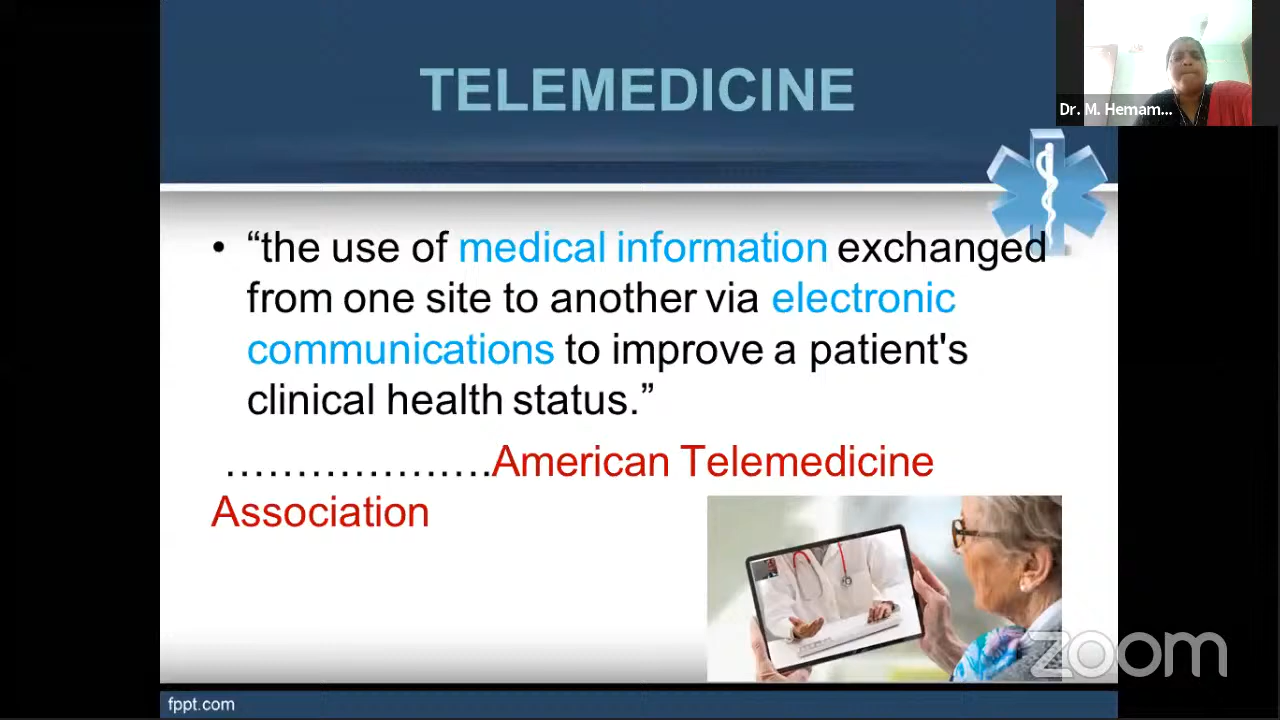 TELEMEDICINE
Dr. M. Hemam...
• “the use of medical information exchanged
from one site to another via electronic
communications to improve a patient's
clinical health status.”
……………….American Telemedicine
Association
zoom
fppt.com